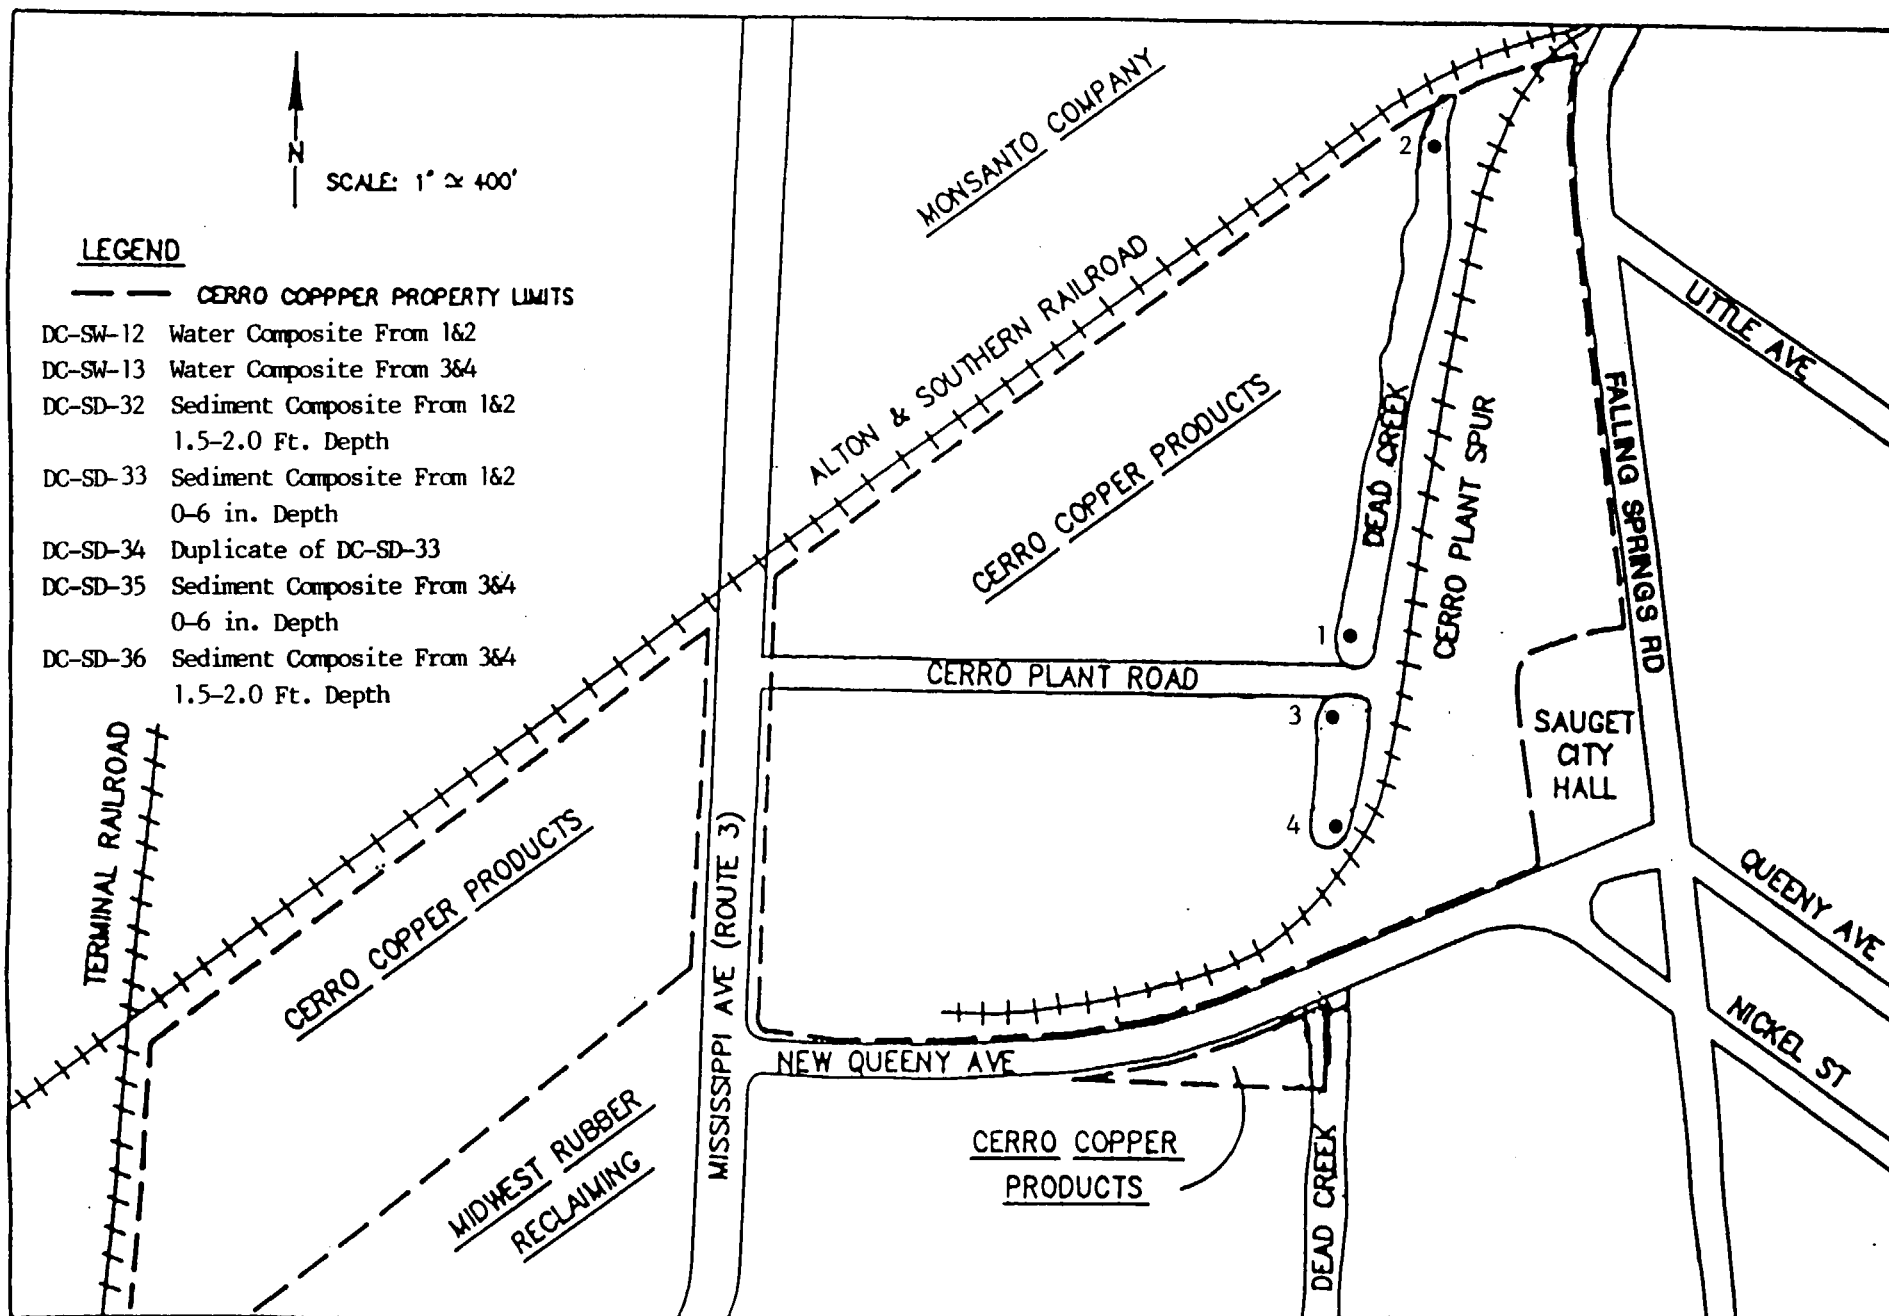 N
SCALE: 1" ≃ 400'
LEGEND
CERRO COPPPER PROPERTY LIMITS
DC-SW-12 Water Composite From 1&2
DC-SW-13 Water Composite From 3&4
DC-SD-32 Sediment Composite From 1&2
1.5-2.0 Ft. Depth
DC-SD-33 Sediment Composite From 1&2
0-6 in. Depth
DC-SD-34 Duplicate of DC-SD-33
DC-SD-35 Sediment Composite From 3&4
0-6 in. Depth
DC-SD-36 Sediment Composite From 3&4
1.5-2.0 Ft. Depth
MONSANTO COMPANY
ALTON & SOUTHERN RAILROAD
CERRO COPPER PRODUCTS
2
DEAD CREEK
CERRO PLANT SPUR
LITTLE AVE
FALLING SPRINGS RD
1
CERRO PLANT ROAD
3
4
SAUGET
CITY
HALL
TERMINAL RAILROAD
CERRO COPPER PRODUCTS
MISSISSIPPI AVE (ROUTE 3)
QUEENY AVE
NICKEL ST
NEW QUEENY AVE
MIDWEST RUBBER
RECLAIMING
CERRO COPPER
PRODUCTS
DEAD CREEK